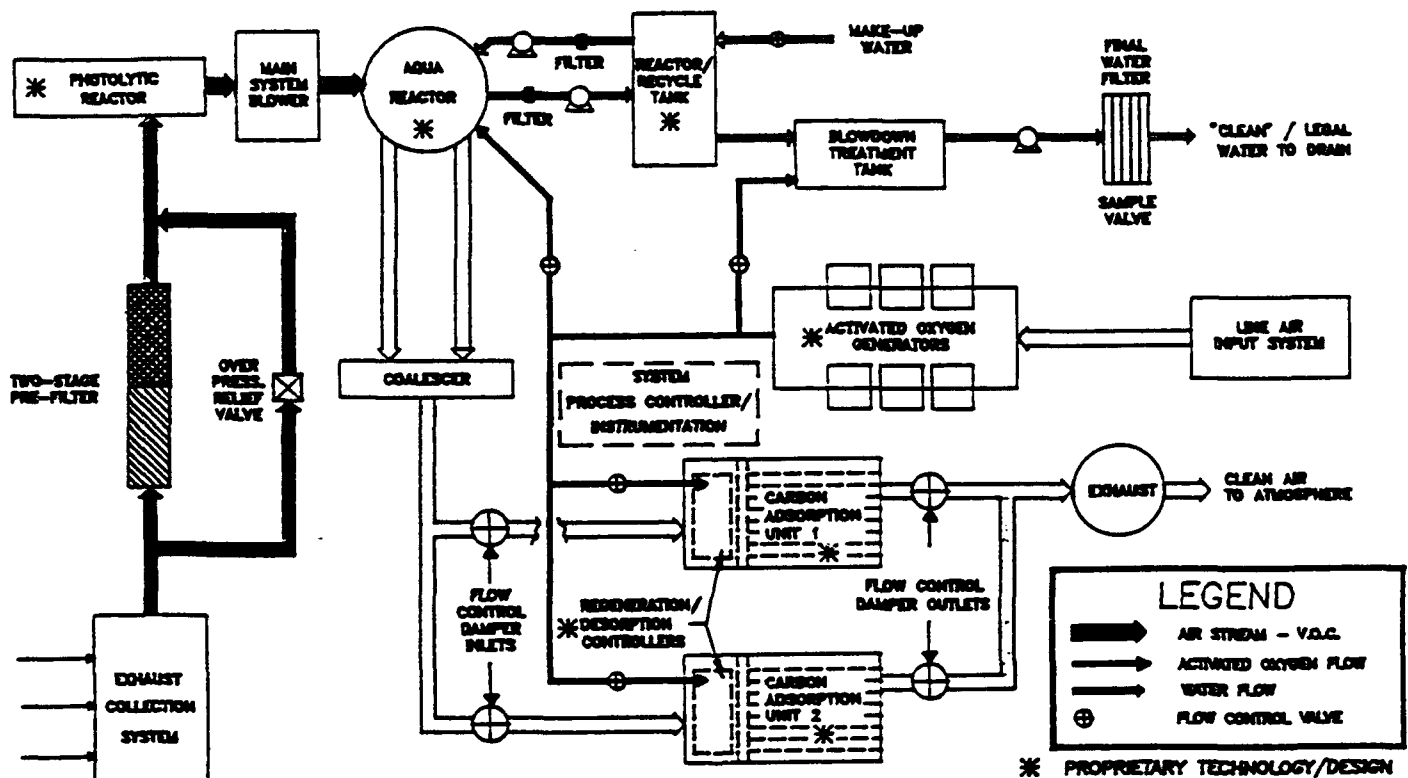 PHOTOLYTIC
REACTOR
MAIN
SYSTEM
BLOWER
AQUA
REACTOR
FILTER
FILTER
REACTOR/
RECYCLE
TANK
MAKE-UP
WATER
BLOWDOWN
TREATMENT
TANK
FINAL
WATER
FILTER
SAMPLE
VALVE
"CLEAN" / LEGAL
WATER TO DRAIN
TWO-STAGE
PRE-FILTER
OVER
PRESS.
RELIEF
VALVE
COALESCER
ACTIVATED OXYGEN
GENERATORS
LINE AIR
INPUT SYSTEM
SYSTEM
PROCESS CONTROLLER/
INSTRUMENTATION
CARBON
ADSORPTION
UNIT 1
EXHAUST
CLEAN AIR
TO ATMOSPHERE
FLOW
CONTROL
DAMPER
INLETS
REGENERATION/
DESORPTION
CONTROLLERS
FLOW CONTROL
DAMPER OUTLETS
CARBON
ADSORPTION
UNIT 2
EXHAUST
COLLECTION
SYSTEM
LEGEND
AIR STREAM - V.O.C.
ACTIVATED OXYGEN FLOW
WATER FLOW
FLOW CONTROL VALVE
PROPRIETARY TECHNOLOGY/DESIGN